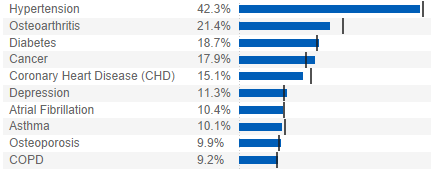 Hypertension 42.3%
Osteoarthritis 21.4%
Diabetes 18.7%
Cancer 17.9%
Coronary Heart Disease (CHD) 15.1%
Depression 11.3%
Atrial Fibrillation 10.4%
Asthma 10.1%
Osteoporosis 9.9%
COPD 9.2%